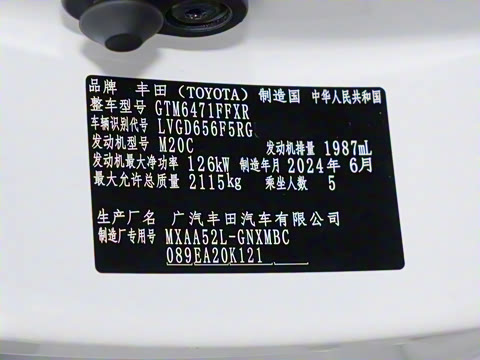 品牌 丰田 (TOYOTA) 制造国 中华人民共和国
整车型号 GTM6471FFXR
车辆识别代号 LVGD656F5RG
发动机型号 M20C 发动机排量 1987mL
发动机最大净功率 126kW 制造年月 2024年 6月
最大允许总质量 2115kg 乘坐人数 5
生产厂名 广汽丰田汽车有限公司
制造厂专用号 MXAA52L-GNXMBC
089EA20K121